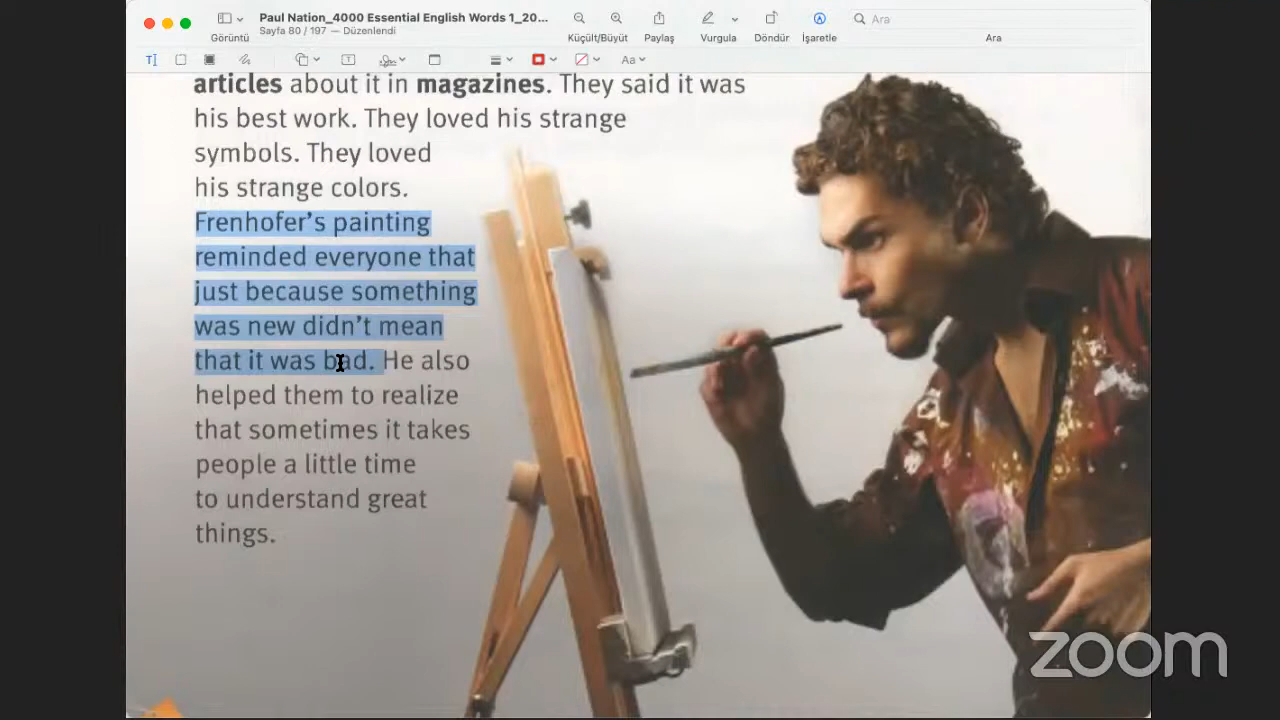 Paul Nation_4000 Essential English Words 1_20...
Sayfa 80 / 197 — Düzenlendi
Görüntü
Küçült/Büyüt
Paylaş
Vurgula
Döndür
İşaretle
Ara
Ara
T
T
Aa
articles about it in magazines. They said it was
his best work. They loved his strange
symbols. They loved
his strange colors.
Frenhofer's painting
reminded everyone that
just because something
was new didn't mean
that it was bad. He also
helped them to realize
that sometimes it takes
people a little time
to understand great
things.
zoom